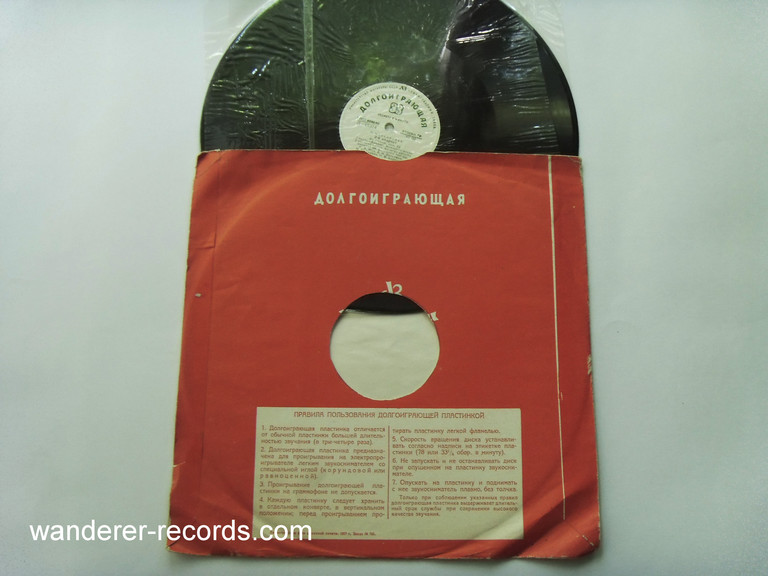 ДОЛГОИГРАЮЩАЯ
ДОЛГОИГРАЮЩАЯ
ПРАВИЛА ПОЛЬЗОВАНИЯ ДОЛГОИГРАЮЩЕЙ ПЛАСТИНКОЙ
1. Долгоиграющая пластинка отличается
от обычной пластинки большей длитель-
ностью звучания (в три-четыре раза).
2. Долгоиграющая пластинка предназна-
чена для проигрывания на электропро-
игрывателе легким звукоснимателем со
специальной иглой (корундовой или
3. Проигрывание долгоиграющей пла-
стинки на граммофоне не допускается.
4. Каждую пластинку следует хранить
в отдельном конверте, в вертикальном
положении; перед проигрыванием про-
тирать пластинку легкой фланелью.
5. Скорость вращения диска устанавли-
вать согласно надписи на этикетке пла-
стинки (78 или 33⅓ обор. в минуту).
6. Не запускать и не останавливать диск
при опущенном на пластинку звукосни-
мателе.
7. Опускать на пластинку и поднимать
с нее звукосниматель плавно, без толчка.
Только при соблюдении указанных правил
долгоиграющая пластинка выдерживает длитель-
ный срок службы при сохранении высокого
качества звучания.
wanderer-records.com